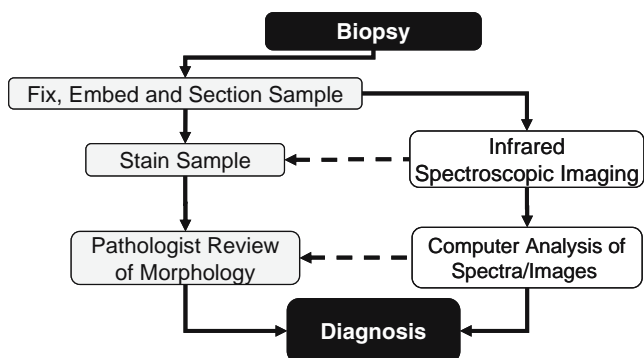 Biopsy
Fix, Embed and Section Sample
Stain Sample
Infrared
Spectroscopic Imaging
Pathologist Review
of Morphology
Computer Analysis of
Spectra/Images
Diagnosis